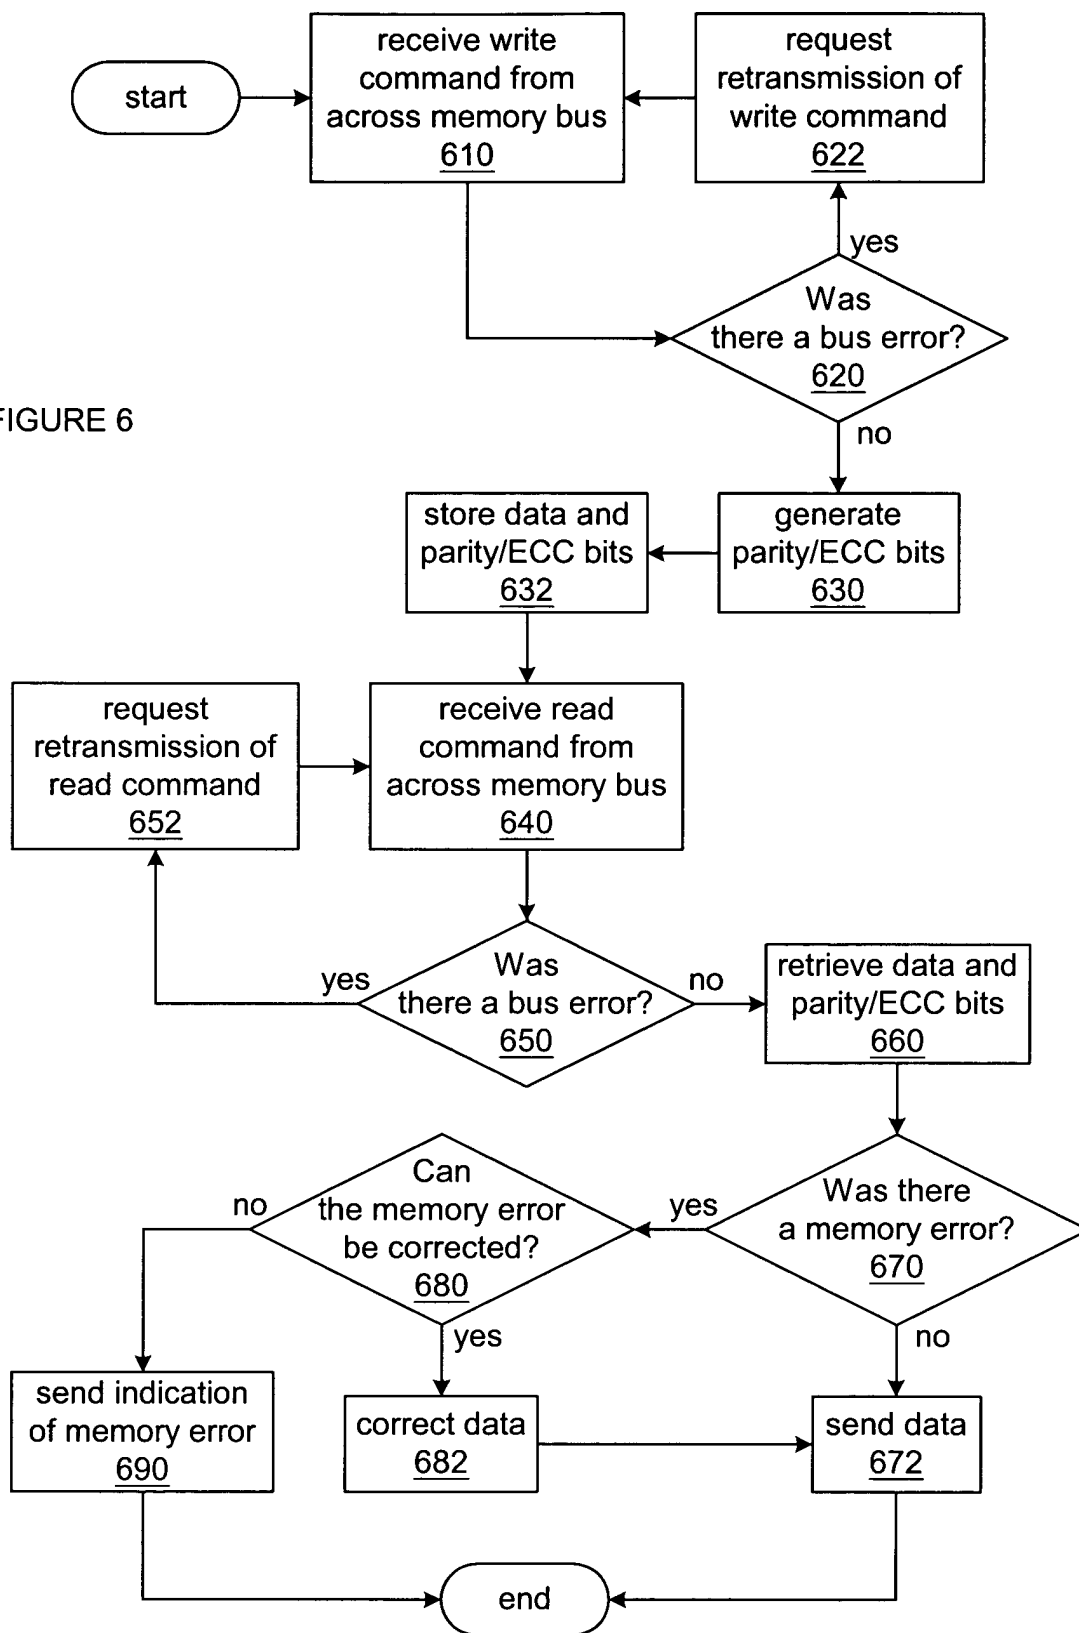 start
receive write
command from
across memory bus
610
request
retransmission of
write command
622
yes
Was
there a bus error?
620
no
FIGURE 6
store data and
parity/ECC bits
632
generate
parity/ECC bits
630
request
retransmission of
read command
652
receive read
command from
across memory bus
640
yes
Was
there a bus error?
650
no
retrieve data and
parity/ECC bits
660
no
Can
the memory error
be corrected?
680
yes
Was there
a memory error?
670
yes
no
send indication
of memory error
690
correct data
682
send data
672
end